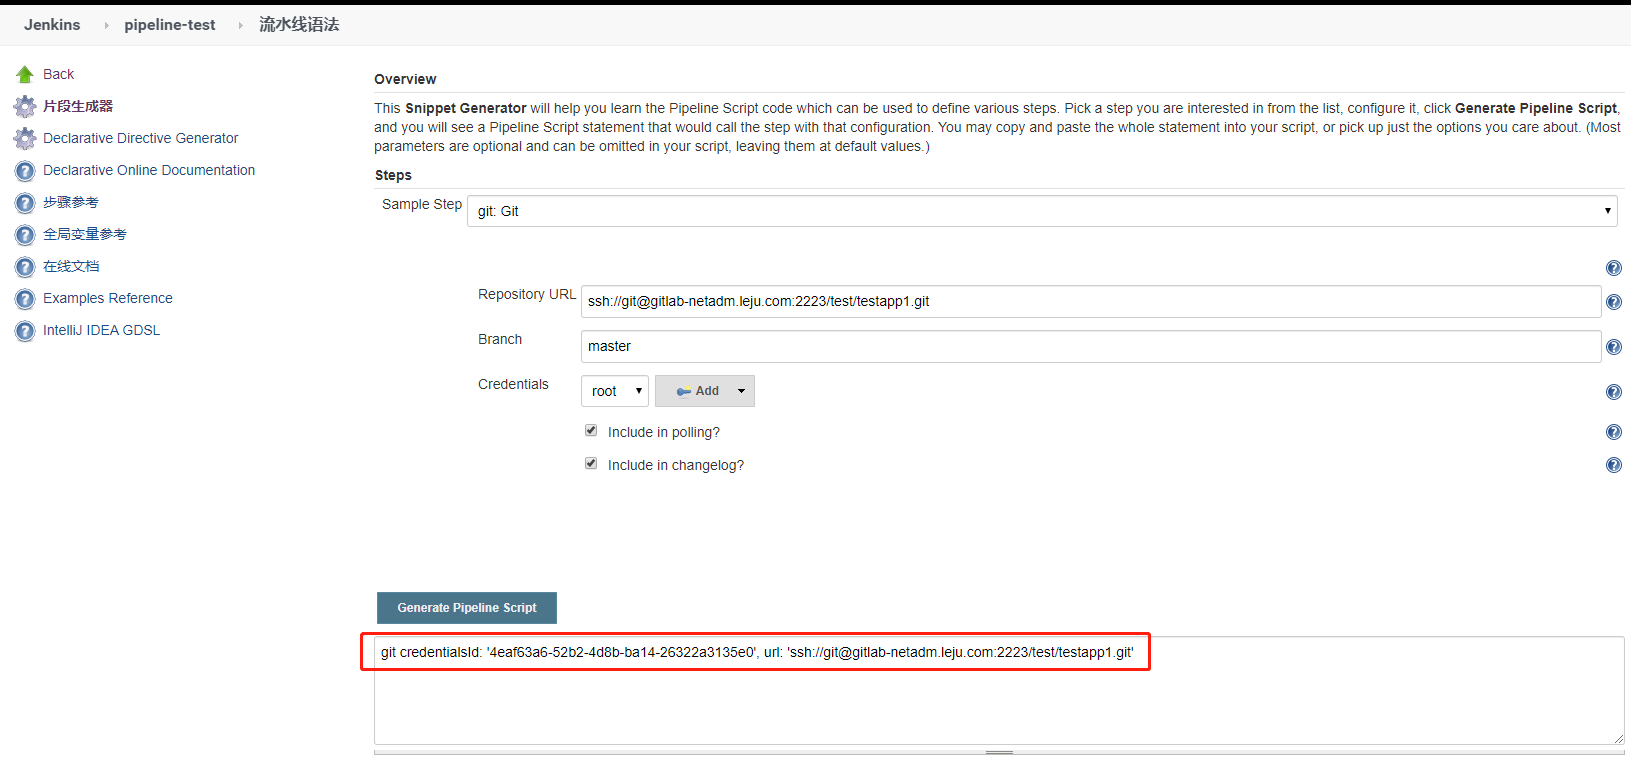 Jenkins pipeline-test 流水线语法
Back
片段生成器
Declarative Directive Generator
Declarative Online Documentation
步骤参考
全局变量参考
在线文档
Examples Reference
IntelliJ IDEA GDSL
Overview
This Snippet Generator will help you learn the Pipeline Script code which can be used to define various steps. Pick a step you are interested in from the list, configure it, click Generate Pipeline Script,
and you will see a Pipeline Script statement that would call the step with that configuration. You may copy and paste the whole statement into your script, or pick up just the options you care about. (Most
parameters are optional and can be omitted in your script, leaving them at default values.)
Steps
Sample Step git: Git
Repository URL ssh://git@gitlab-netadm.leju.com:2223/test/testapp1.git
Branch master
Credentials root Add
Include in polling?
Include in changelog?
Generate Pipeline Script
git credentialsId: '4eaf63a6-52b2-4d8b-ba14-26322a3135e0', url: 'ssh://git@gitlab-netadm.leju.com:2223/test/testapp1.git'